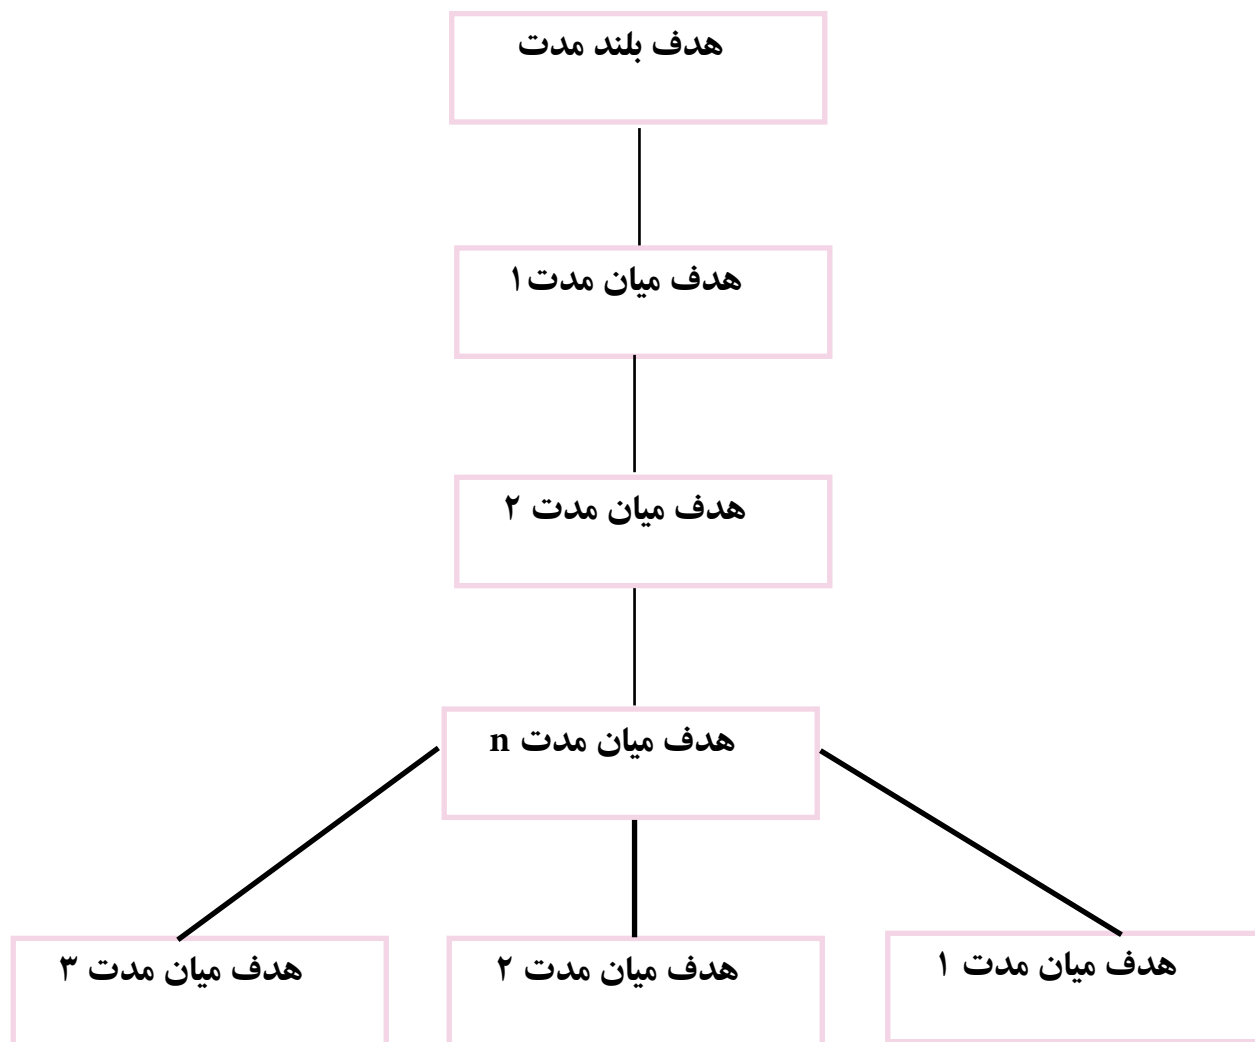 هدف بلند مدت
هدف میان مدت۱
هدف میان مدت ۲
هدف میان مدت n
هدف میان مدت ۱
هدف میان مدت ۲
هدف میان مدت ۳